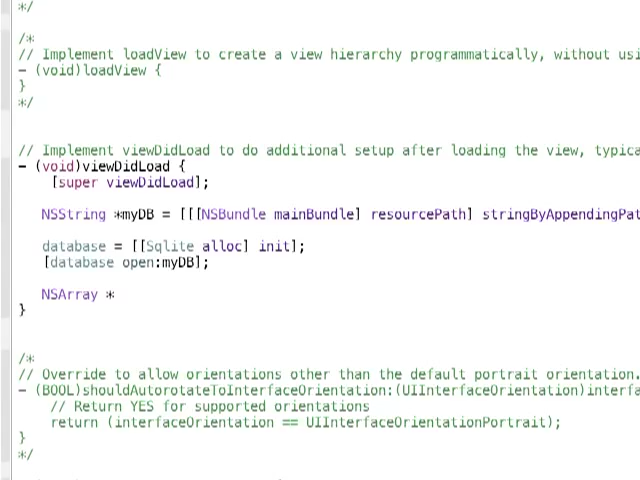 */
/*
// Implement loadView to create a view hierarchy programmatically, without usi
- (void)loadView {
}
*/
// Implement viewDidLoad to do additional setup after loading the view, typica
- (void)viewDidLoad {
[super viewDidLoad];
NSString *myDB = [[[NSBundle mainBundle] resourcePath] stringByAppendingPat
database = [[Sqlite alloc] init];
[database open:myDB];
NSArray *
}
/*
// Override to allow orientations other than the default portrait orientation.
- (BOOL)shouldAutorotateToInterfaceOrientation:(UIInterfaceOrientation)interfa
// Return YES for supported orientations
return (interfaceOrientation == UIInterfaceOrientationPortrait);
}
*/